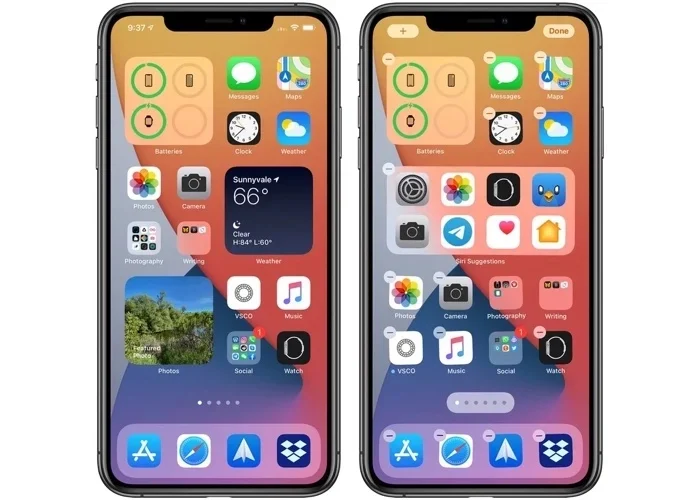 9:37
Batteries
Messages
Maps
Clock
Weather
Photos
Camera
Sunnyvale
66°
Clear
H:84° L:60°
Photography
Writing
Weather
Featured
Photo
Photos
VSCO
Music
1
Social
Watch
+
Done
Batteries
Messages
Maps
Clock
Weather
Siri Suggestions
Photos
Camera
Photography
Writing
VSCO
Music
1
Social
Watch